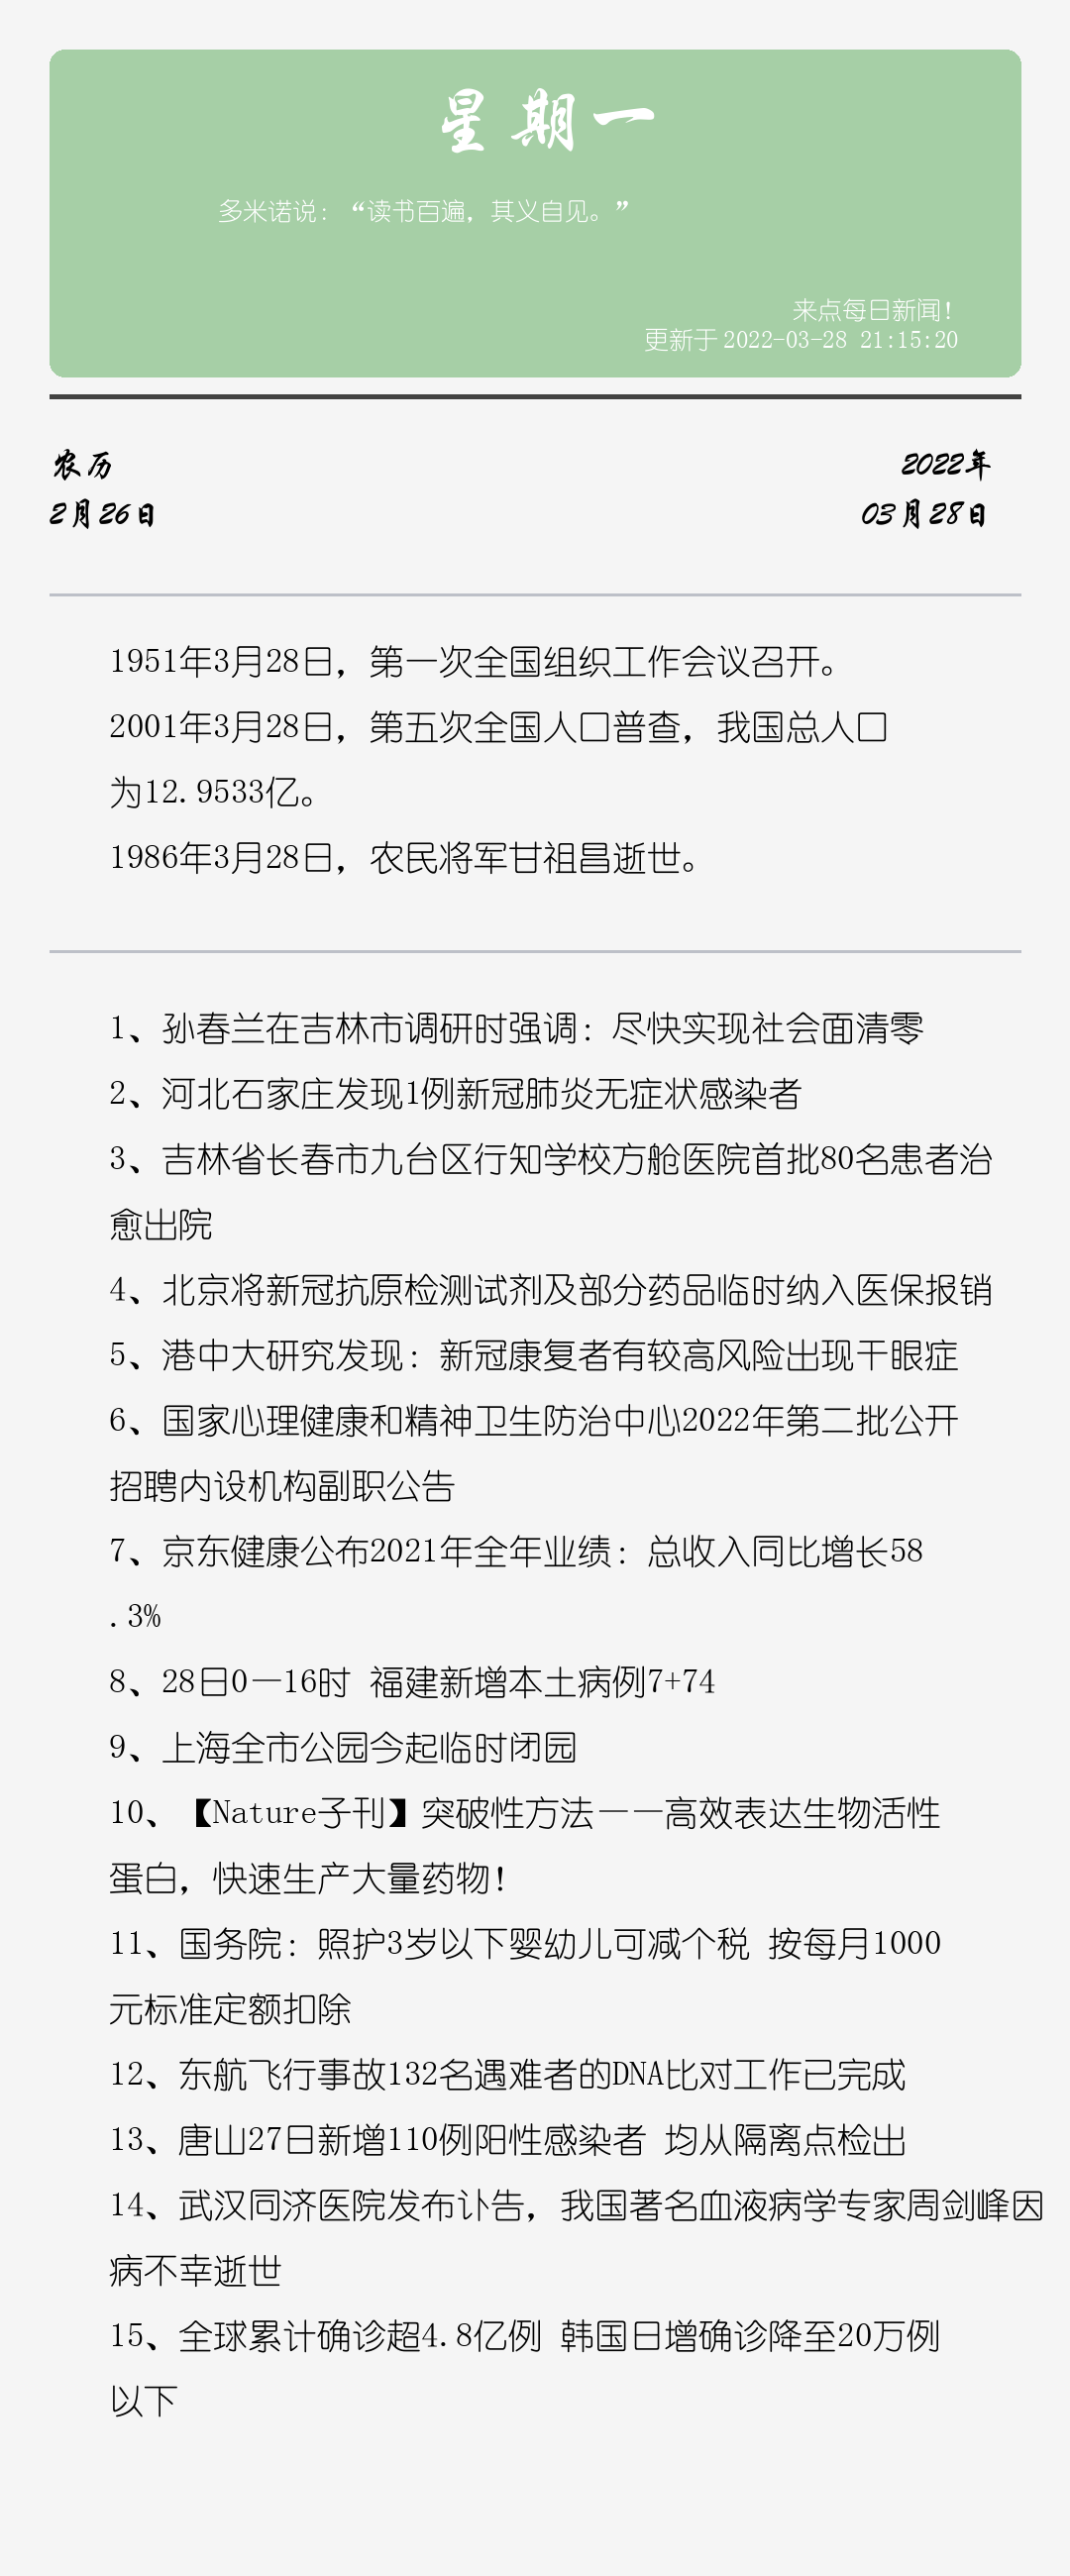 星期一
多米诺说：“读书百遍，其义自见。”
来点每日新闻！
更新于 2022-03-28 21:15:20
农历
2022年
2月26日
03月28日
1951年3月28日，第一次全国组织工作会议召开。
2001年3月28日，第五次全国人口普查，我国总人口
为12.9533亿。
1986年3月28日，农民将军甘祖昌逝世。
1、孙春兰在吉林市调研时强调：尽快实现社会面清零
2、河北石家庄发现1例新冠肺炎无症状感染者
3、吉林省长春市九台区行知学校方舱医院首批80名患者治
愈出院
4、北京将新冠抗原检测试剂及部分药品临时纳入医保报销
5、港中大研究发现：新冠康复者有较高风险出现干眼症
6、国家心理健康和精神卫生防治中心2022年第二批公开
招聘内设机构副职公告
7、京东健康公布2021年全年业绩：总收入同比增长58
.3%
8、28日0—16时 福建新增本土病例7+74
9、上海全市公园今起临时闭园
10、【Nature子刊】突破性方法——高效表达生物活性
蛋白，快速生产大量药物！
11、国务院：照护3岁以下婴幼儿可减个税 按每月1000
元标准定额扣除
12、东航飞行事故132名遇难者的DNA比对工作已完成
13、唐山27日新增110例阳性感染者 均从隔离点检出
14、武汉同济医院发布讣告，我国著名血液病学专家周剑峰因
病不幸逝世
15、全球累计确诊超4.8亿例 韩国日增确诊降至20万例
以下